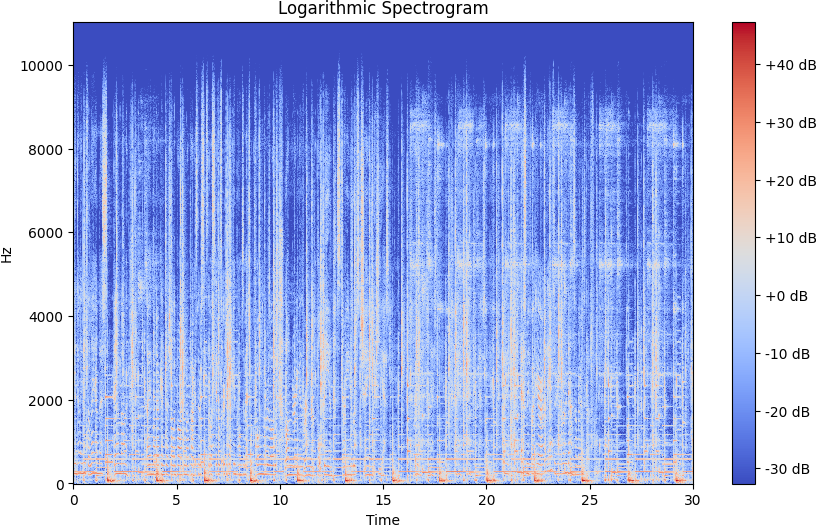 Logarithmic Spectrogram
Hz
10000
8000
6000
4000
2000
0
0
5
10
15
20
25
30
Time
+40 dB
+30 dB
+20 dB
+10 dB
+0 dB
-10 dB
-20 dB
-30 dB